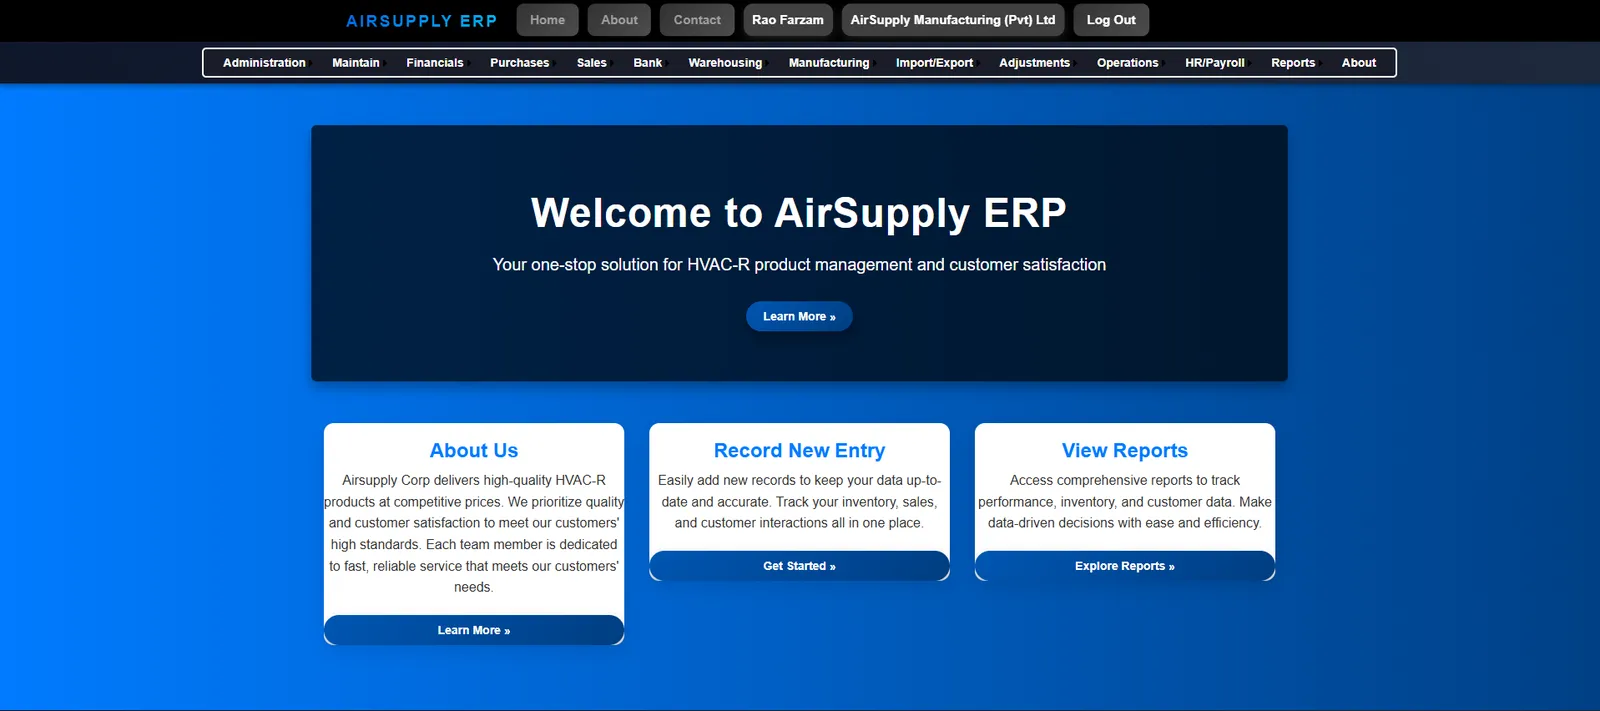 AIRSUPPLY ERP Home About Contact Rao Farzam AirSupply Manufacturing (Pvt) Ltd Log Out
Administration Maintain Financials Purchases Sales Bank Warehousing Manufacturing Import/Export Adjustments Operations HR/Payroll Reports About
Welcome to AirSupply ERP
Your one-stop solution for HVAC-R product management and customer satisfaction
Learn More »
About Us
Airsupply Corp delivers high-quality HVAC-R
products at competitive prices. We prioritize quality
and customer satisfaction to meet our customers'
high standards. Each team member is dedicated
to fast, reliable service that meets our customers'
needs.
Learn More »
Record New Entry
Easily add new records to keep your data up-to-
date and accurate. Track your inventory, sales,
and customer interactions all in one place.
Get Started »
View Reports
Access comprehensive reports to track
performance, inventory, and customer data. Make
data-driven decisions with ease and efficiency.
Explore Reports »